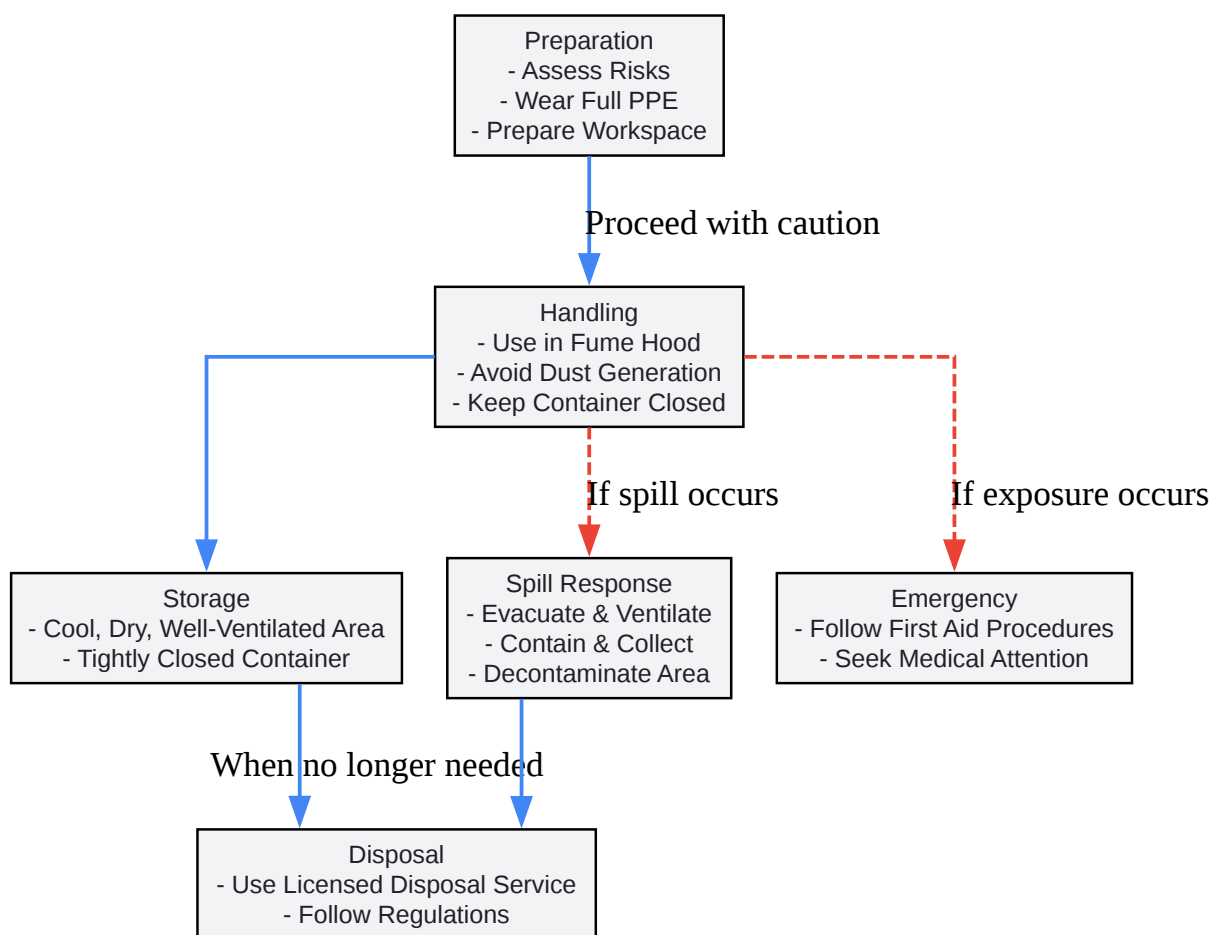 Preparation
- Assess Risks
- Wear Full PPE
- Prepare Workspace
Proceed with caution
Handling
- Use in Fume Hood
- Avoid Dust Generation
- Keep Container Closed
If spill occurs
If exposure occurs
Storage
- Cool, Dry, Well-Ventilated Area
- Tightly Closed Container
Spill Response
- Evacuate & Ventilate
- Contain & Collect
- Decontaminate Area
Emergency
- Follow First Aid Procedures
- Seek Medical Attention
When no longer needed
Disposal
- Use Licensed Disposal Service
- Follow Regulations